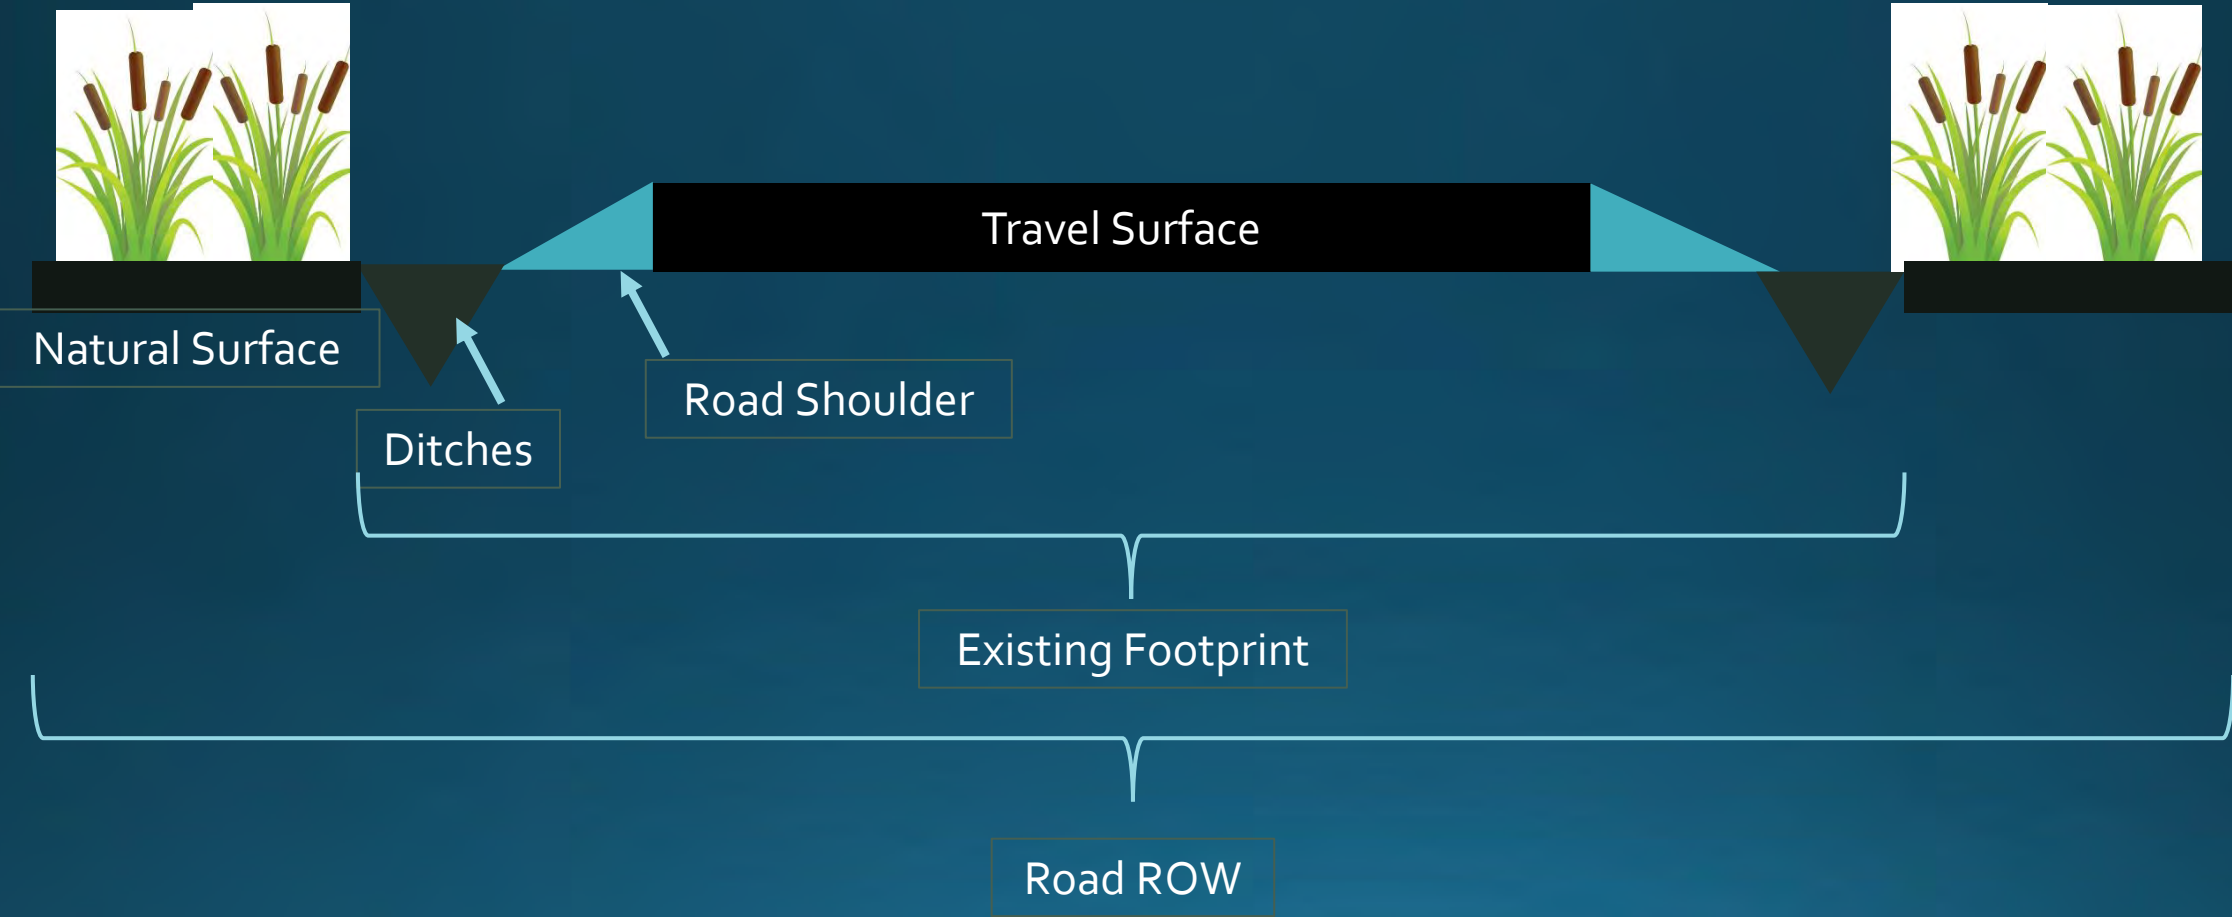 Travel Surface
Natural Surface
Road Shoulder
Ditches
Existing Footprint
Road ROW